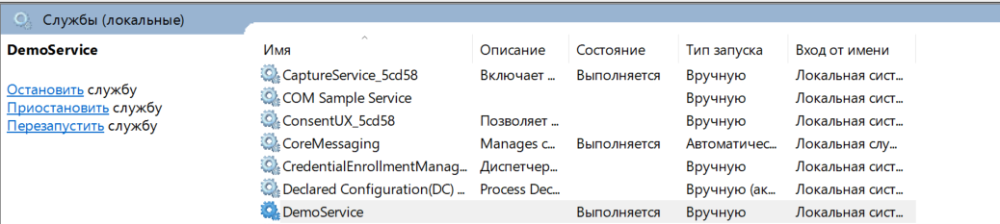 Службы (локальные)
DemoService
Остановить службу
Приостановить службу
Перезапустить службу
Имя Описание Состояние Тип запуска Вход от имени
CaptureService_5cd58 Включает ... Выполняется Вручную Локальная сист...
COM Sample Service Вручную Локальная сист...
ConsentUX_5cd58 Позволяет ... Вручную Локальная сист...
CoreMessaging Manages c... Выполняется Автоматичес... Локальная слу...
CredentialEnrollmentManag... Диспетчер... Вручную Локальная сист...
Declared Configuration(DC) ... Process Dec... Вручную (ак... Локальная сист...
DemoService Выполняется Вручную Локальная сист...